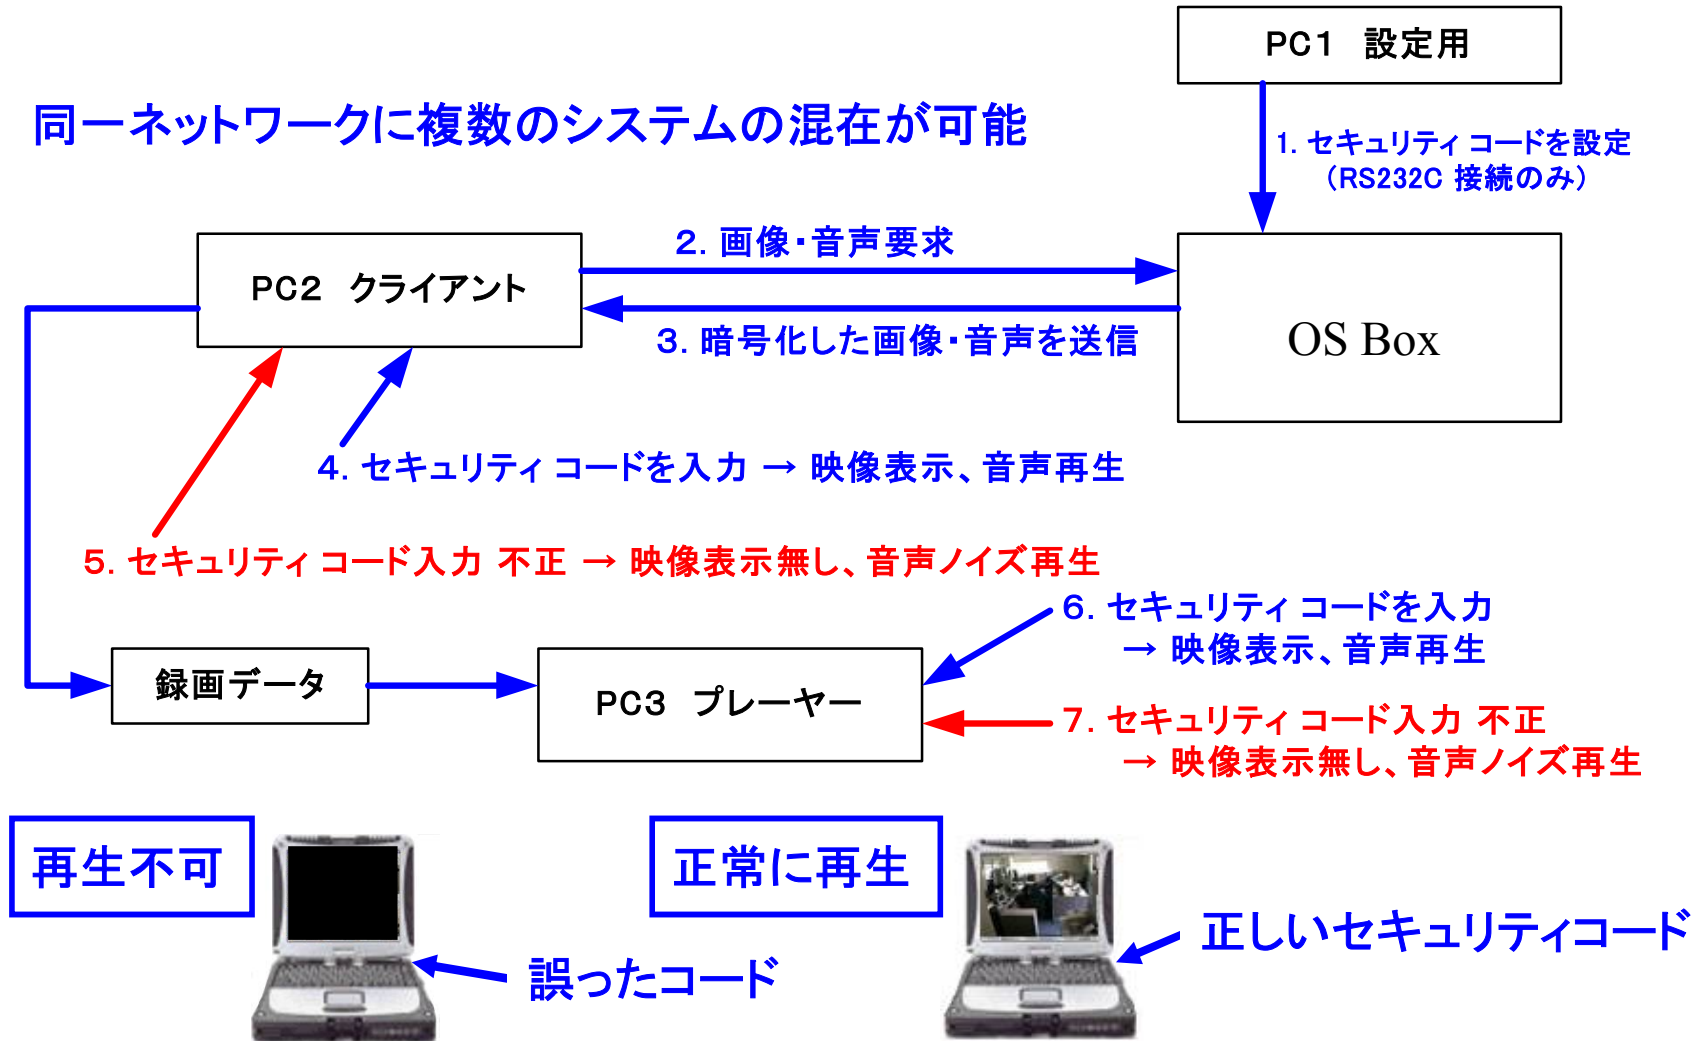 PC1 設定用
同一ネットワークに複数のシステムの混在が可能
1. セキュリティコードを設定
(RS232C 接続のみ)
2. 画像・音声要求
PC2 クライアント
3. 暗号化した画像・音声を送信
OS Box
4. セキュリティコードを入力 → 映像表示、音声再生
5. セキュリティコード入力 不正 → 映像表示無し、音声ノイズ再生
6. セキュリティコードを入力
→ 映像表示、音声再生
録画データ
PC3 プレーヤー
7. セキュリティコード入力 不正
→ 映像表示無し、音声ノイズ再生
再生不可
正常に再生
正しいセキュリティコード
誤ったコード